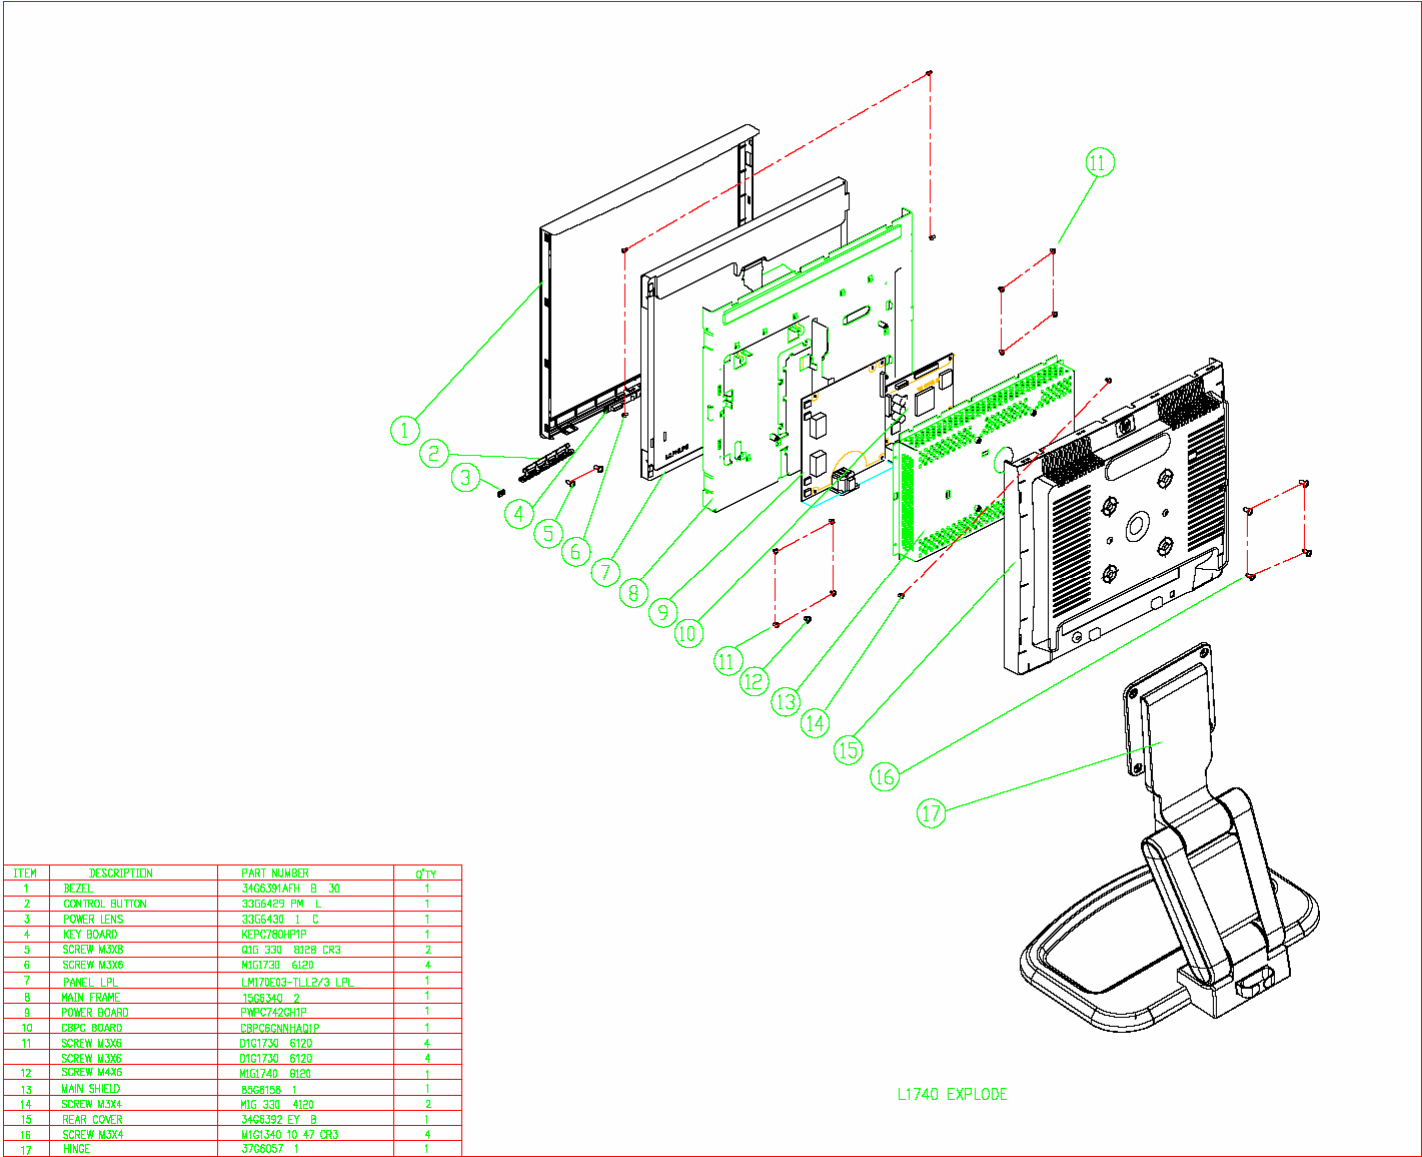 11
1
2
3
4
5
6
7
8
9
10
11
12
13
14
15
16
17
ITEM DESCRIPTION PART NUMBER Q'TY
1 BEZEL 34G6391AFH B 30 1
2 CONTROL BUTTON 33G6429 PM L 1
3 POWER LENS 33G6430 1 C 1
4 KEY BOARD KEPC780HP1P 1
5 SCREW M3X8 Q1G 330 8128 CR3 2
6 SCREW M3X6 M1G1730 6120 4
7 PANEL LPL LM170E03-TLL2/3 LPL 1
8 MAIN FRAME 15G6340 2 1
9 POWER BOARD PWPC742GH1P 1
10 CBPC BOARD CBPC6GNNHAQ1P 1
11 SCREW M3X6 D1G1730 6120 4
SCREW M3X6 D1G1730 6120 4
12 SCREW M4X6 M1G1740 8120 1
13 MAIN SHIELD 85G8158 1 1
14 SCREW M3X4 M1G 330 4120 2
15 REAR COVER 34G6392 EY B 1
16 SCREW M3X4 M1G1340 10 47 CR3 4
17 HINGE 37G6057 1 1
L1740 EXPLODE